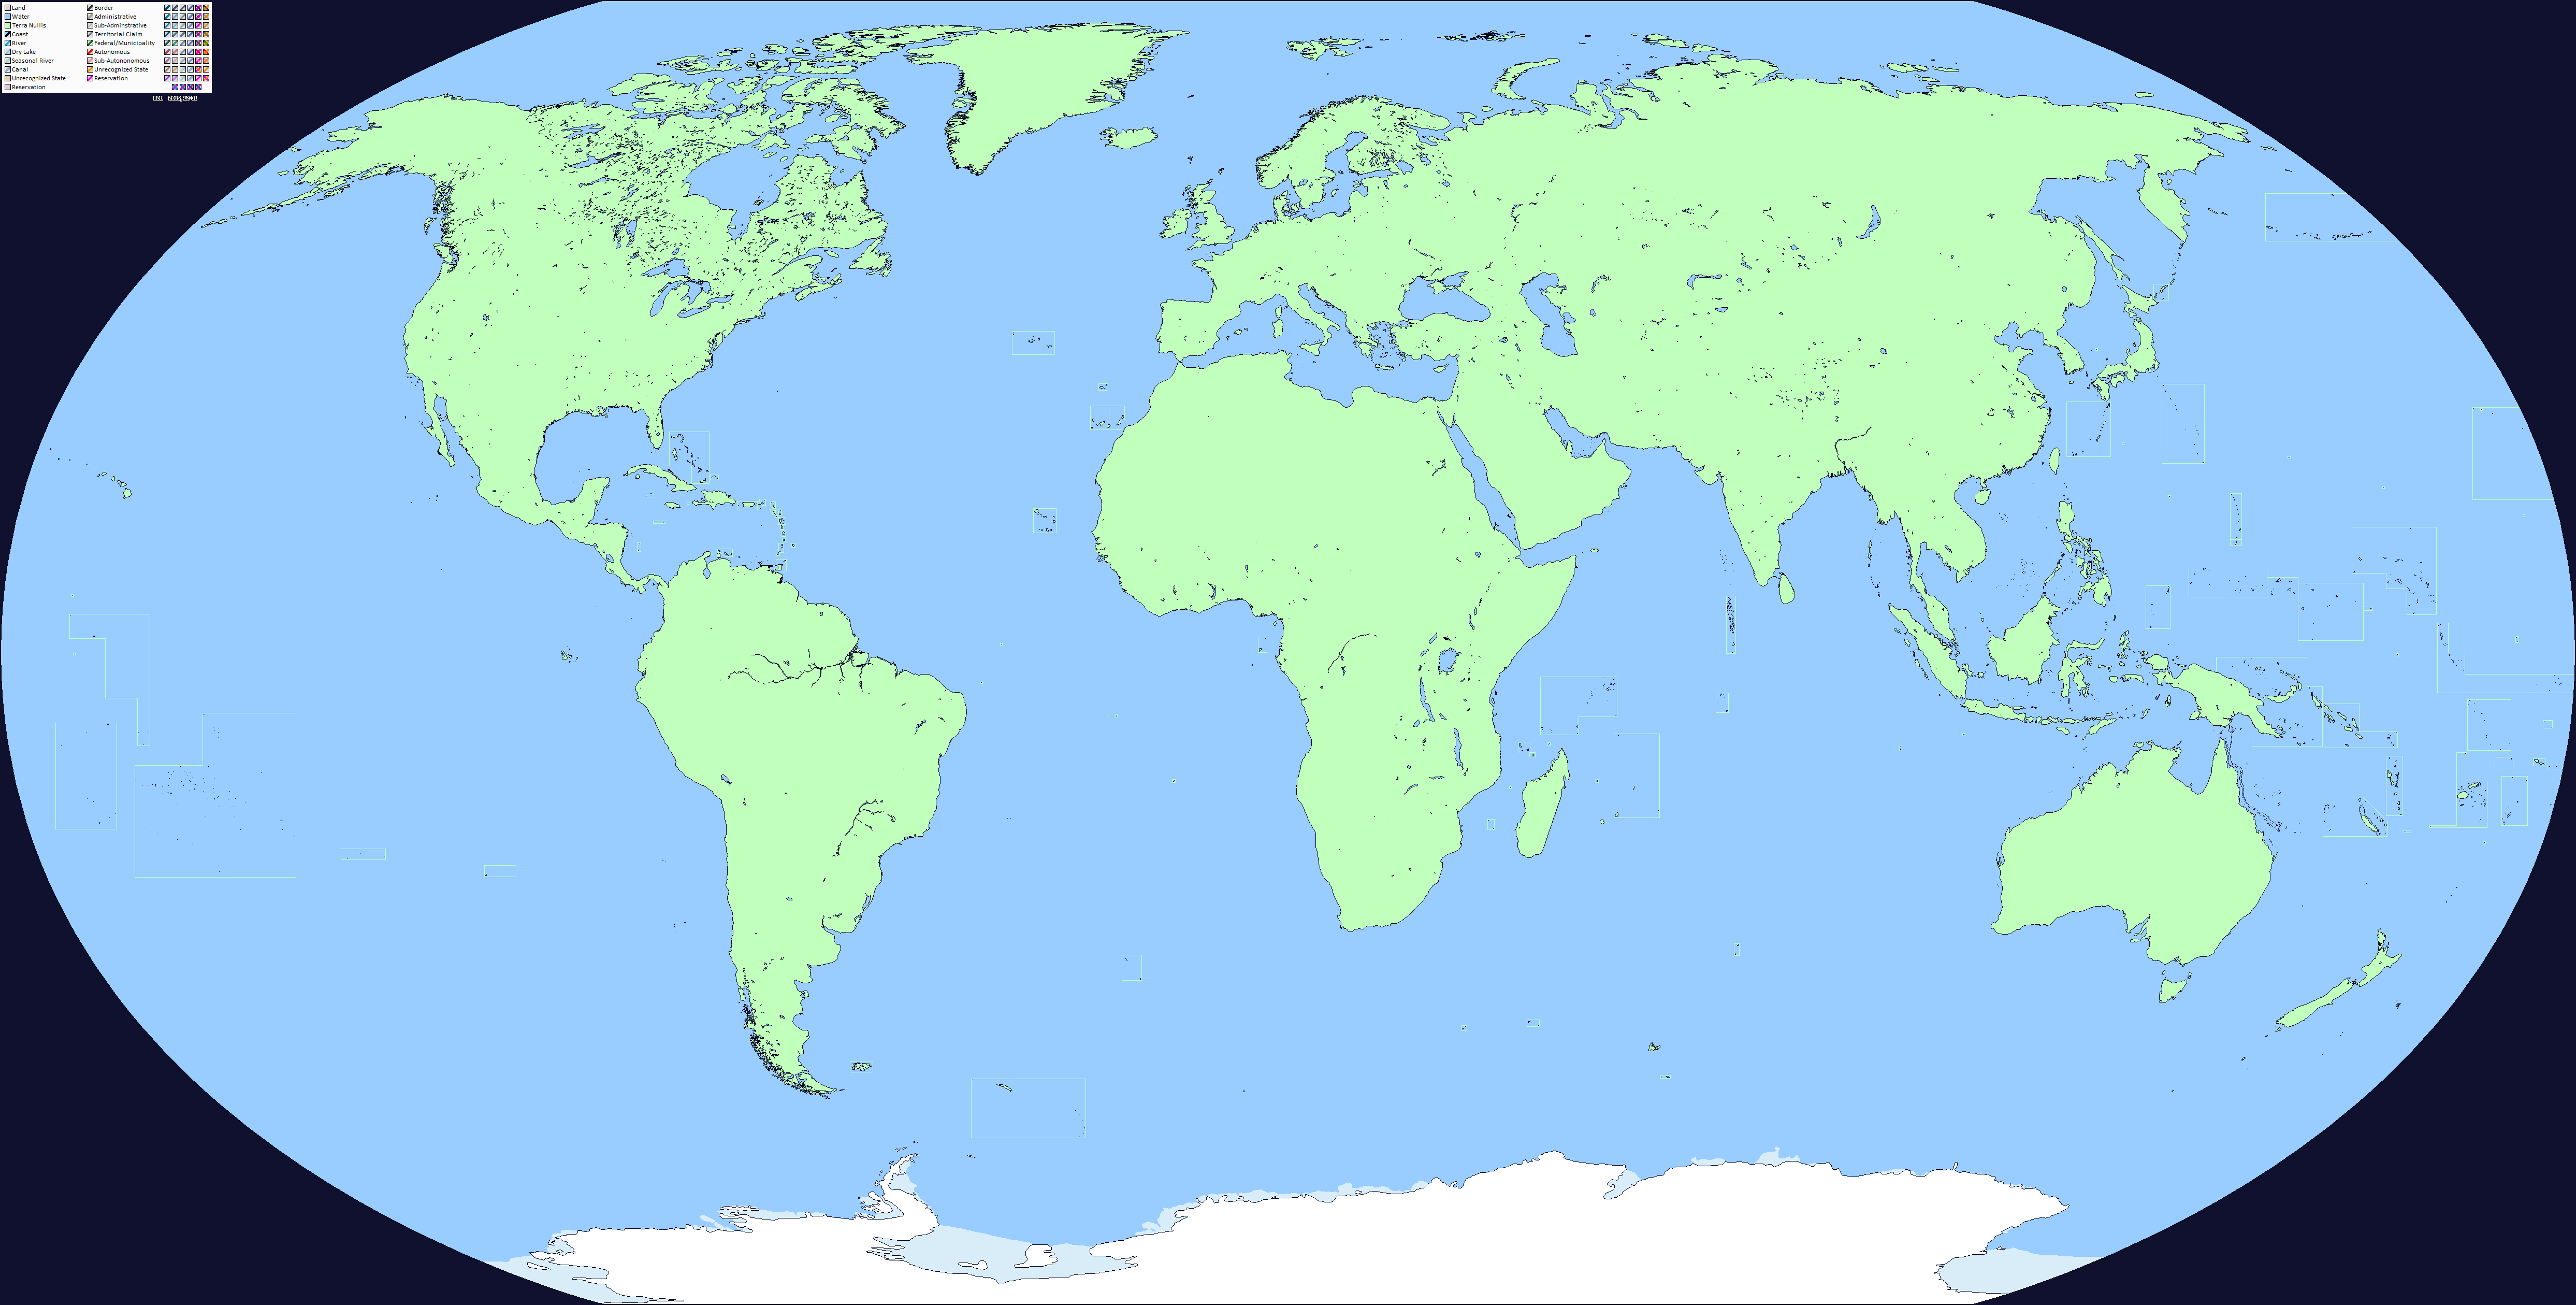 Land
Water
Terra Nullis
Coast
River
Dry Lake
Seasonal River
Canal
Unrecognized State
Reservation
Border
Administrative
Sub-Adminstrative
Territorial Claim
Federal/Municipality
Autonomous
Sub-Autononomous
Unrecognized State
Reservation